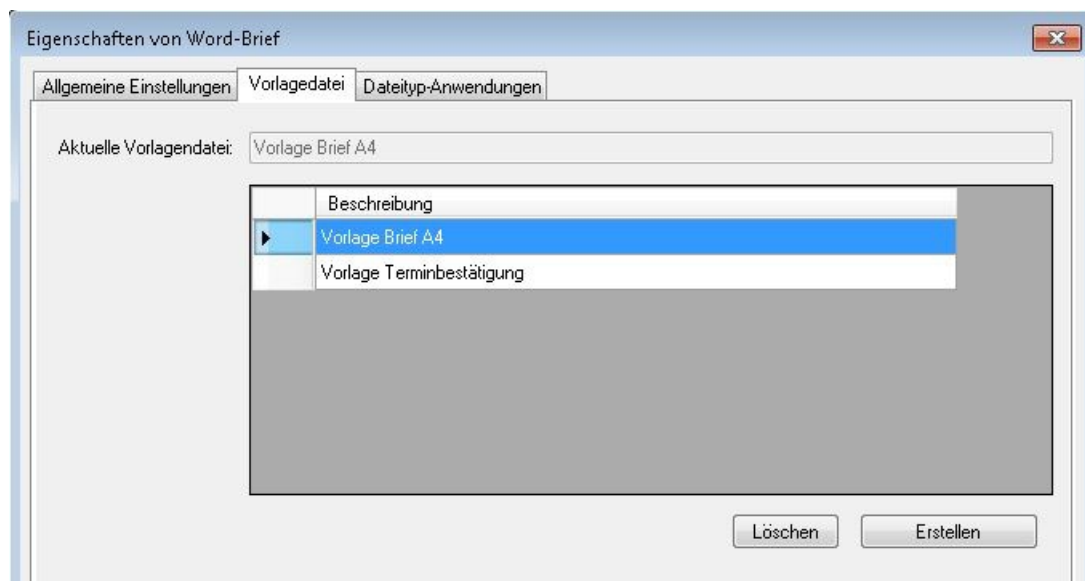 Eigenschaften von Word-Brief
Allgemeine Einstellungen Vorlagedatei Dateityp-Anwendungen
Aktuelle Vorlagendatei: Vorlage Brief A4
Beschreibung
Vorlage Brief A4
Vorlage Terminbestätigung
Löschen Erstellen